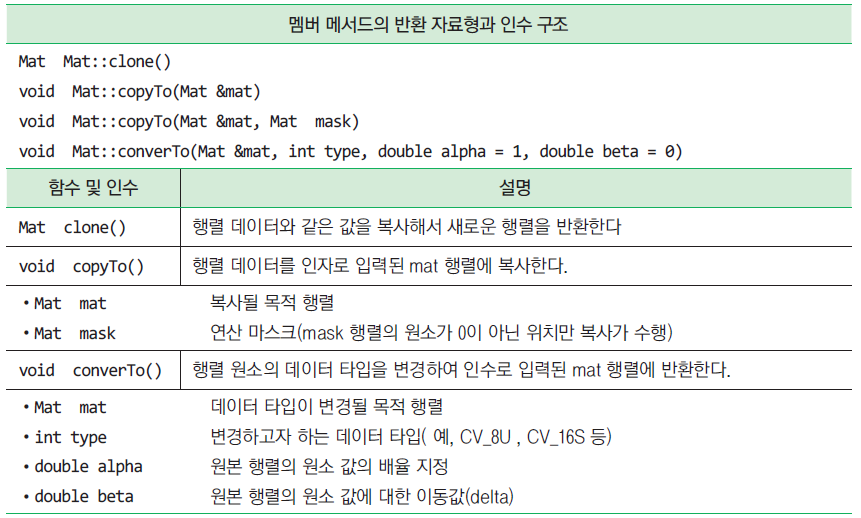 멤버 메서드의 반환 자료형과 인수 구조
Mat Mat::clone()
void Mat::copyTo(Mat &mat)
void Mat::copyTo(Mat &mat, Mat mask)
void Mat::converTo(Mat &mat, int type, double alpha = 1, double beta = 0)
함수 및 인수 설명
Mat clone() 행렬 데이터와 같은 값을 복사해서 새로운 행렬을 반환한다
void copyTo() 행렬 데이터를 인자로 입력된 mat 행렬에 복사한다.
•Mat mat 복사될 목적 행렬
•Mat mask 연산 마스크(mask 행렬의 원소가 0이 아닌 위치만 복사가 수행)
void converTo() 행렬 원소의 데이터 타입을 변경하여 인수로 입력된 mat 행렬에 반환한다.
•Mat mat 데이터 타입이 변경될 목적 행렬
•int type 변경하고자 하는 데이터 타입( 예, CV_8U , CV_16S 등)
•double alpha 원본 행렬의 원소 값의 배율 지정
•double beta 원본 행렬의 원소 값에 대한 이동값(delta)